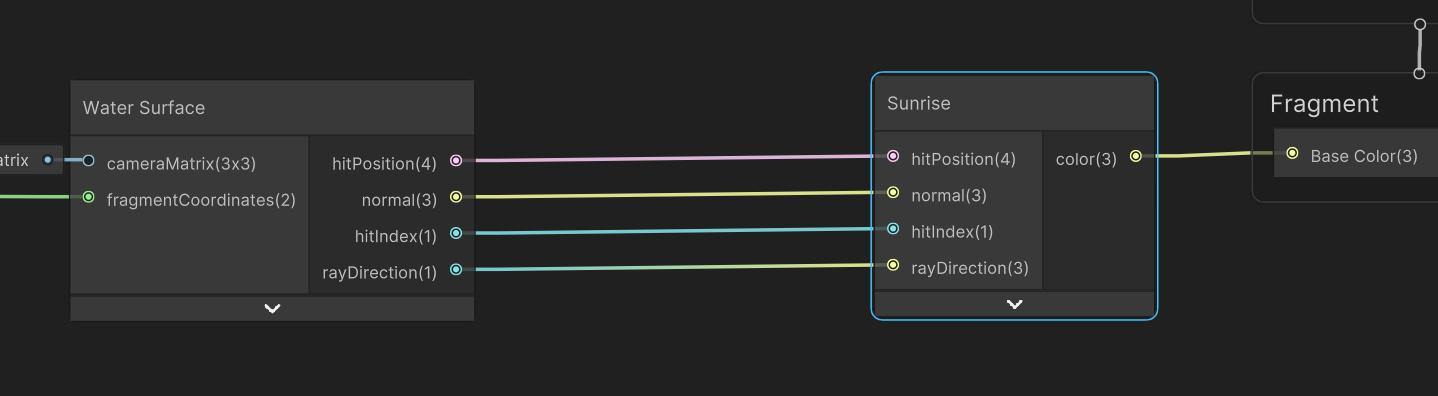 Water Surface
atrix
cameraMatrix(3x3)
fragmentCoordinates(2)
hitPosition(4)
normal(3)
hitIndex(1)
rayDirection(1)
Sunrise
hitPosition(4)
normal(3)
hitIndex(1)
rayDirection(3)
color(3)
Fragment
Base Color(3)